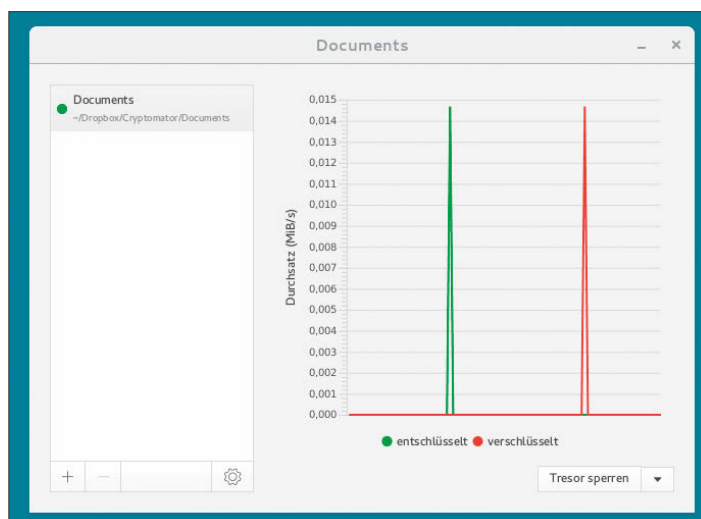 Documents
Documents
~/Dropbox/Cryptomator/Documents
Durchsatz (MiB/s)
0,015
0,014
0,013
0,012
0,011
0,010
0,009
0,008
0,007
0,006
0,005
0,004
0,003
0,002
0,001
0,000
entschlüsselt verschlüsselt
Tresor sperren